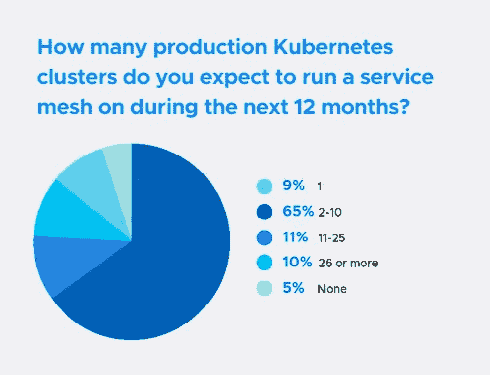 How many production Kubernetes
clusters do you expect to run a service
mesh on during the next 12 months?
9% 1
65% 2-10
11% 11-25
10% 26 or more
5% None